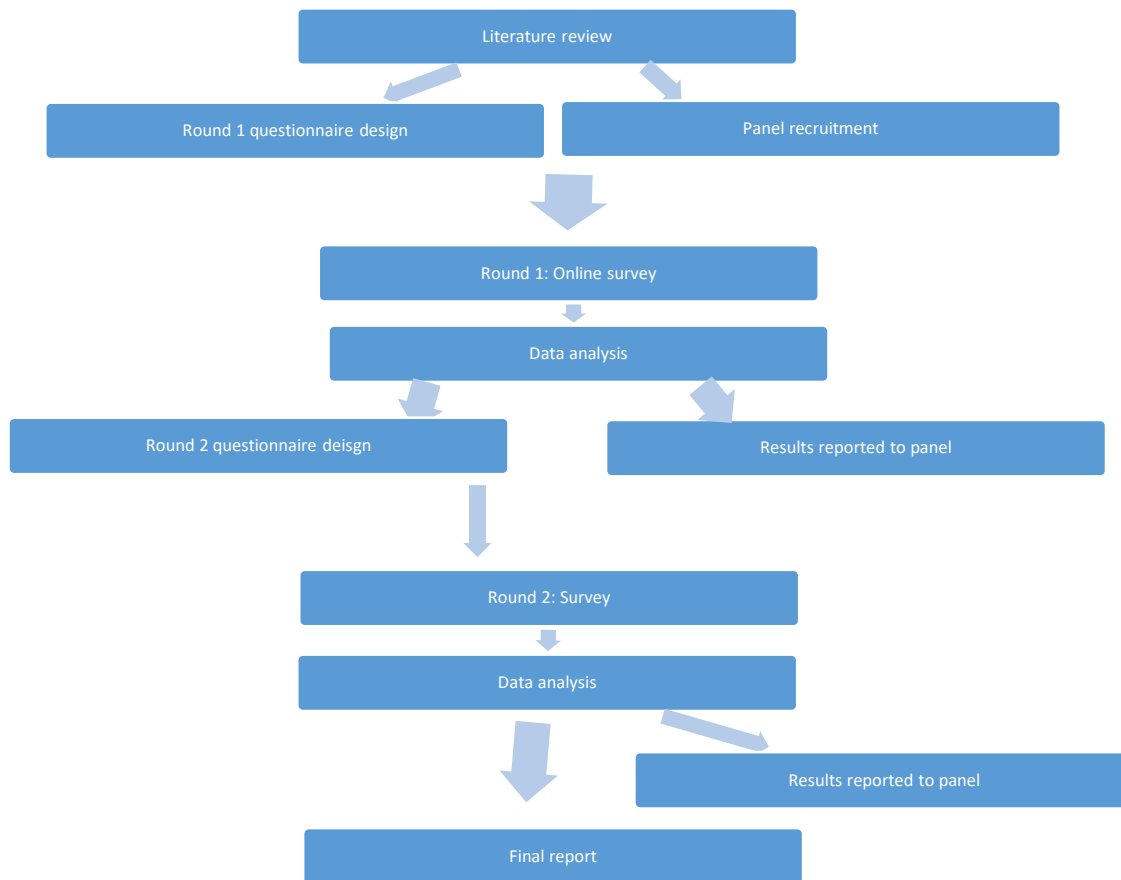 Literature review
Round 1 questionnaire design
Panel recruitment
Round 1: Online survey
Data analysis
Round 2 questionnaire deisgn
Results reported to panel
Round 2: Survey
Data analysis
Results reported to panel
Final report